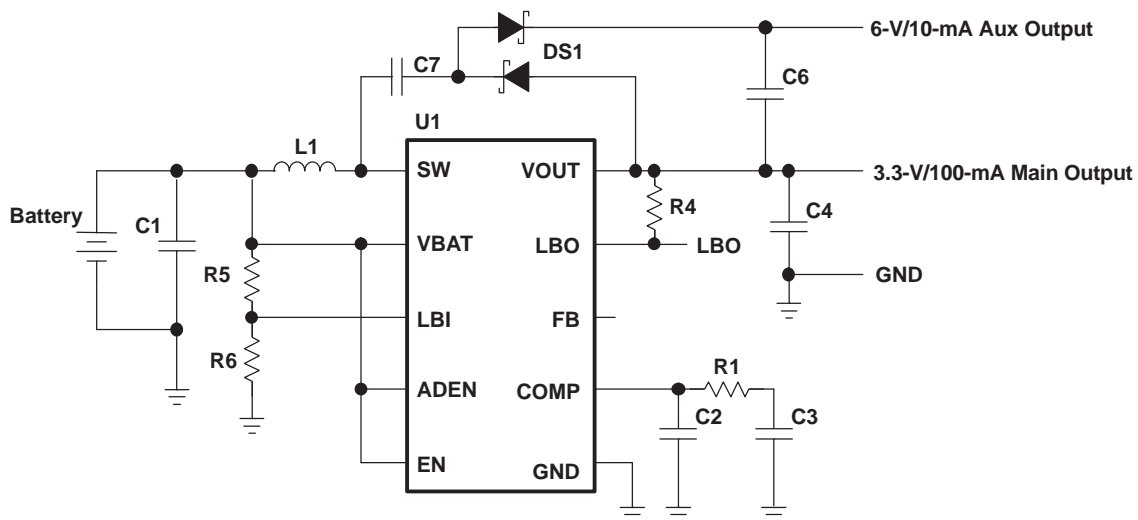 6-V/10-mA Aux Output
DS1
C7
C6
U1
L1
SW
VOUT
3.3-V/100-mA Main Output
R4
C4
Battery
C1
VBAT
LBO
LBO
R5
GND
LBI
FB
R6
R1
ADEN
COMP
C2
C3
EN
GND